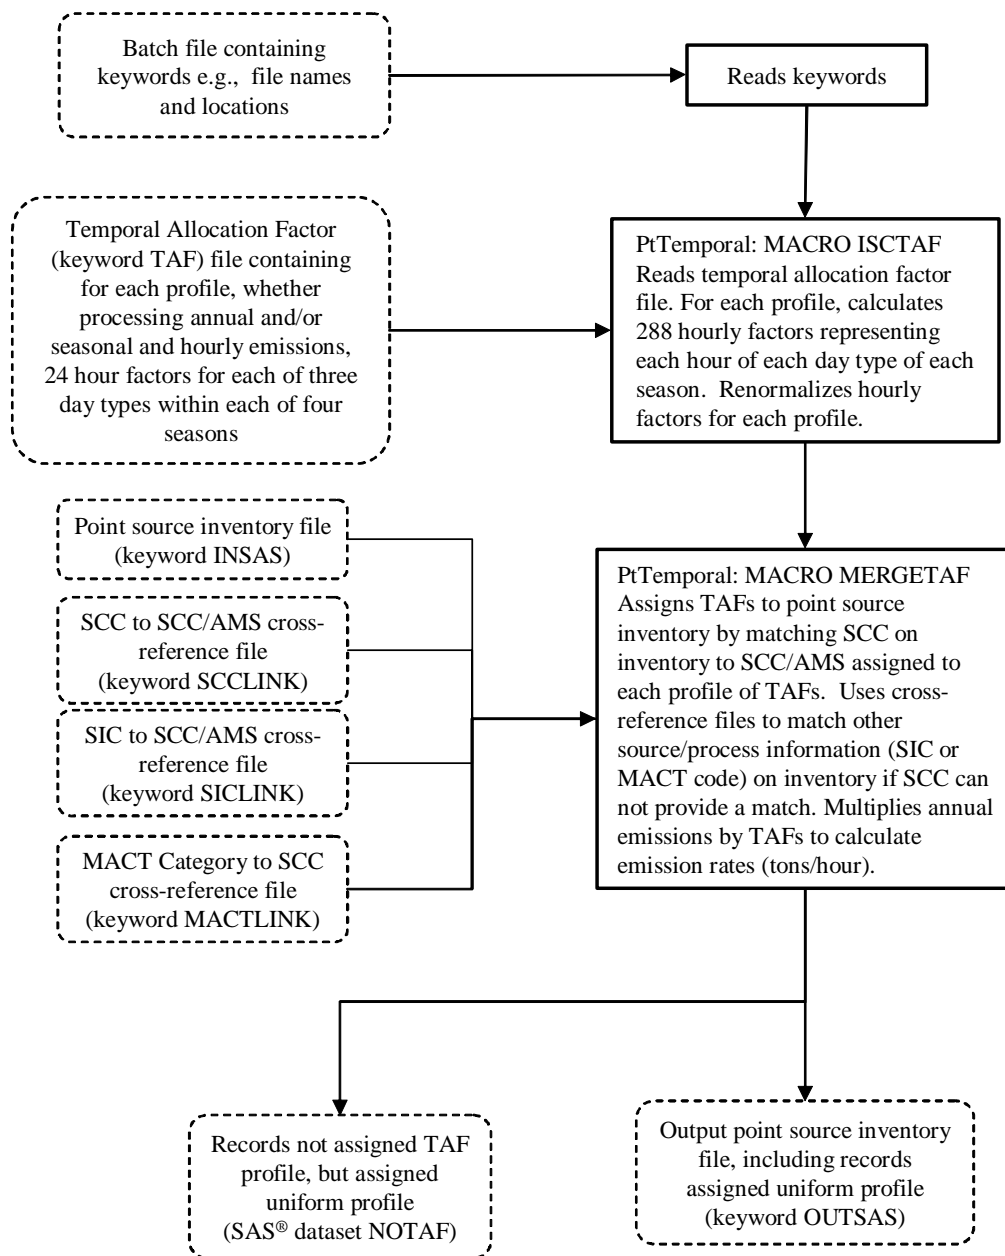 Batch file containing
keywords e.g.,  file names
and locations
Reads keywords
Temporal Allocation Factor
(keyword TAF) file containing
for each profile, whether
processing annual and/or
seasonal and hourly emissions,
24 hour factors for each of three
day types within each of four
seasons
PtTemporal: MACRO ISCTAF
Reads temporal allocation factor
file. For each profile, calculates
288 hourly factors representing
each hour of each day type of each
season.  Renormalizes hourly
factors for each profile.
Point source inventory file
(keyword INSAS)
SCC to SCC/AMS cross-
reference file
(keyword SCCLINK)
SIC to SCC/AMS cross-
reference file
(keyword SICLINK)
MACT Category to SCC
cross-reference file
(keyword MACTLINK)
PtTemporal: MACRO MERGETAF
Assigns TAFs to point source
inventory by matching SCC on
inventory to SCC/AMS assigned to
each profile of TAFs.  Uses cross-
reference files to match other
source/process information (SIC or
MACT code) on inventory if SCC can
not provide a match. Multiplies annual
emissions by TAFs to calculate
emission rates (tons/hour).
Records not assigned TAF
profile, but assigned
uniform profile
(SAS® dataset NOTAF)
Output point source inventory
file, including records
assigned uniform profile
(keyword OUTSAS)